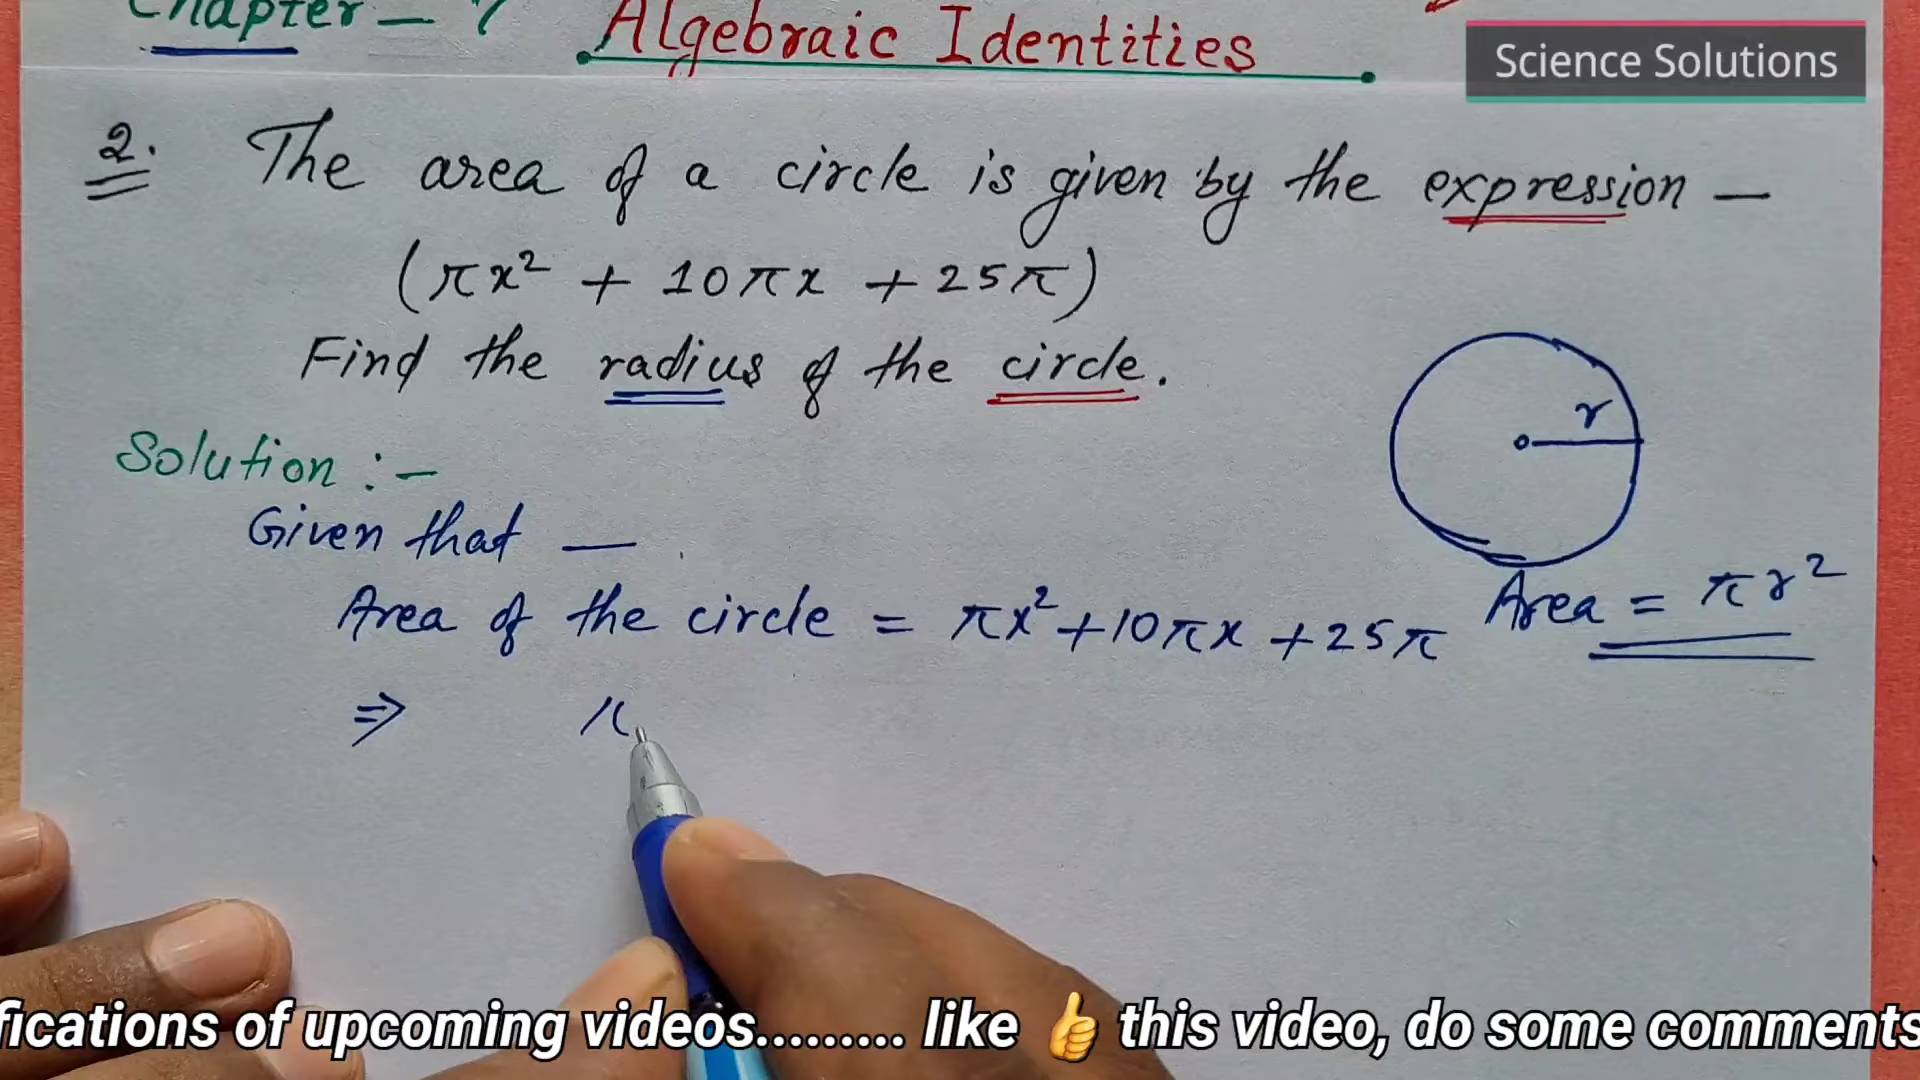 Chapter - 7 Algebraic Identities
Science Solutions
2. The area of a circle is given by the expression —
(πx² + 10πx + 25π)
Find the radius of the circle.
r
Solution :-
Given that —
Area of the circle = πx² + 10πx + 25π
Area = πr²
⇒
fications of upcoming videos......... like 👍 this video, do some comments